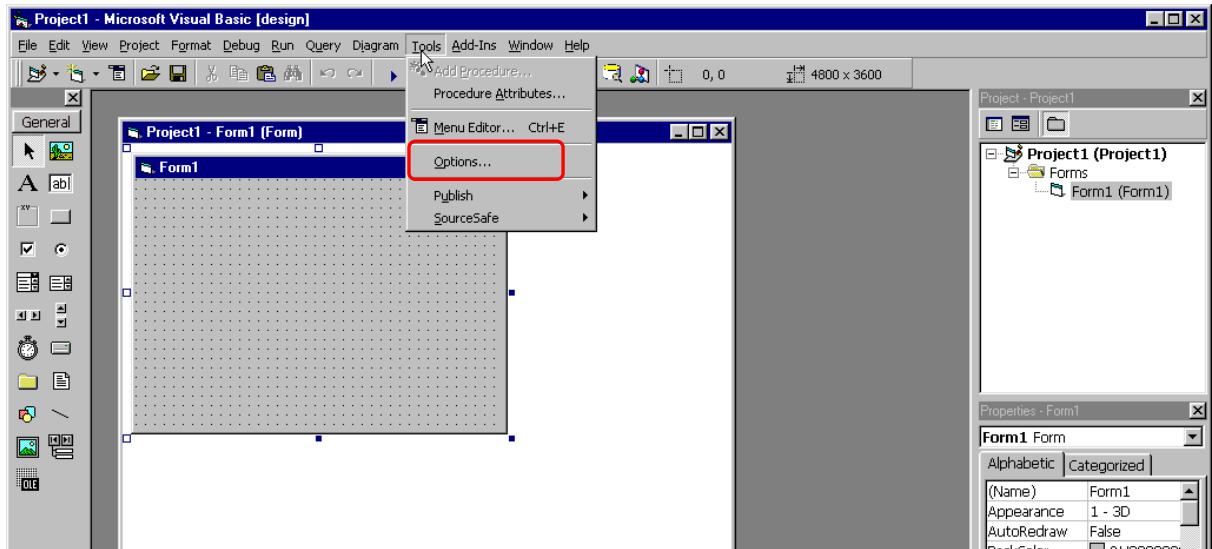 Project1 - Microsoft Visual Basic [design]
File Edit View Project Format Debug Run Query Diagram Tools Add-Ins Window Help
0, 0 4800 x 3600
Add Procedure...
Procedure Attributes...
Menu Editor... Ctrl+E
Options...
Publish
SourceSafe
General
A ab
xv
OLE
Project1 - Form1 (Form)
Form1
Project - Project1
Project1 (Project1)
Forms
Form1 (Form1)
Properties - Form1
Form1 Form
Alphabetic Categorized
(Name) Form1
Appearance 1 - 3D
AutoRedraw False